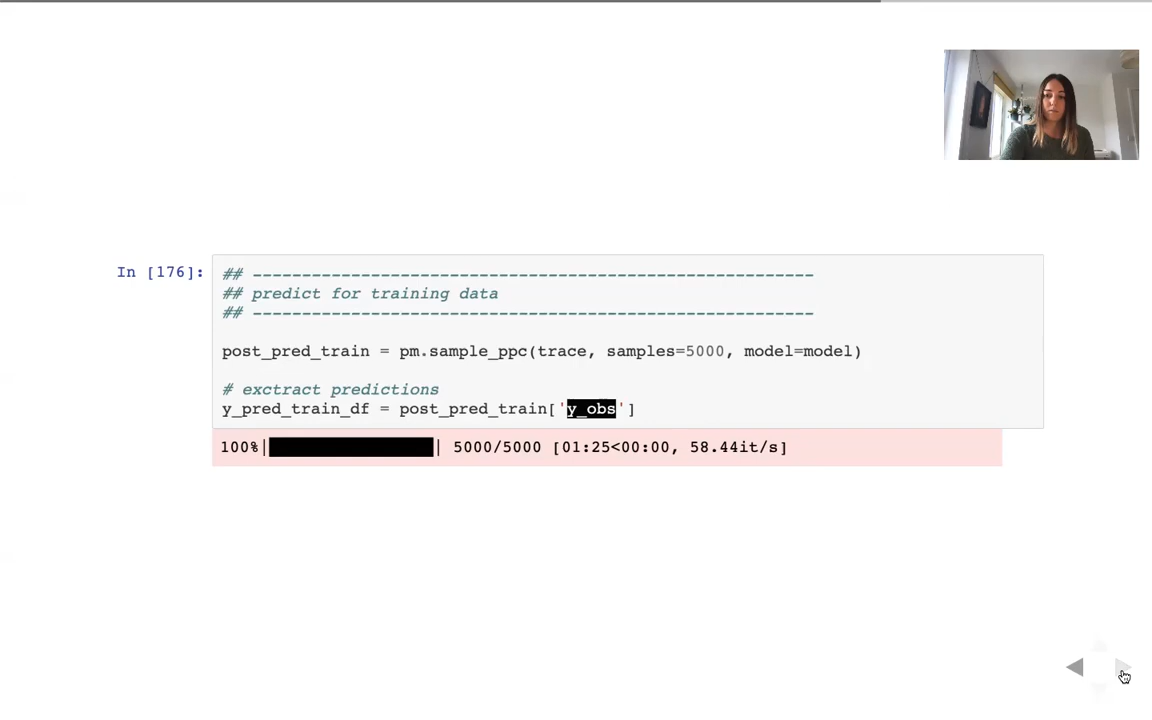 In [176]:
## ---------------------------------------------------------
## predict for training data
## ---------------------------------------------------------
post_pred_train = pm.sample_ppc(trace, samples=5000, model=model)
# exctract predictions
y_pred_train_df = post_pred_train['y_obs']
100%|██████████| 5000/5000 [01:25<00:00, 58.44it/s]